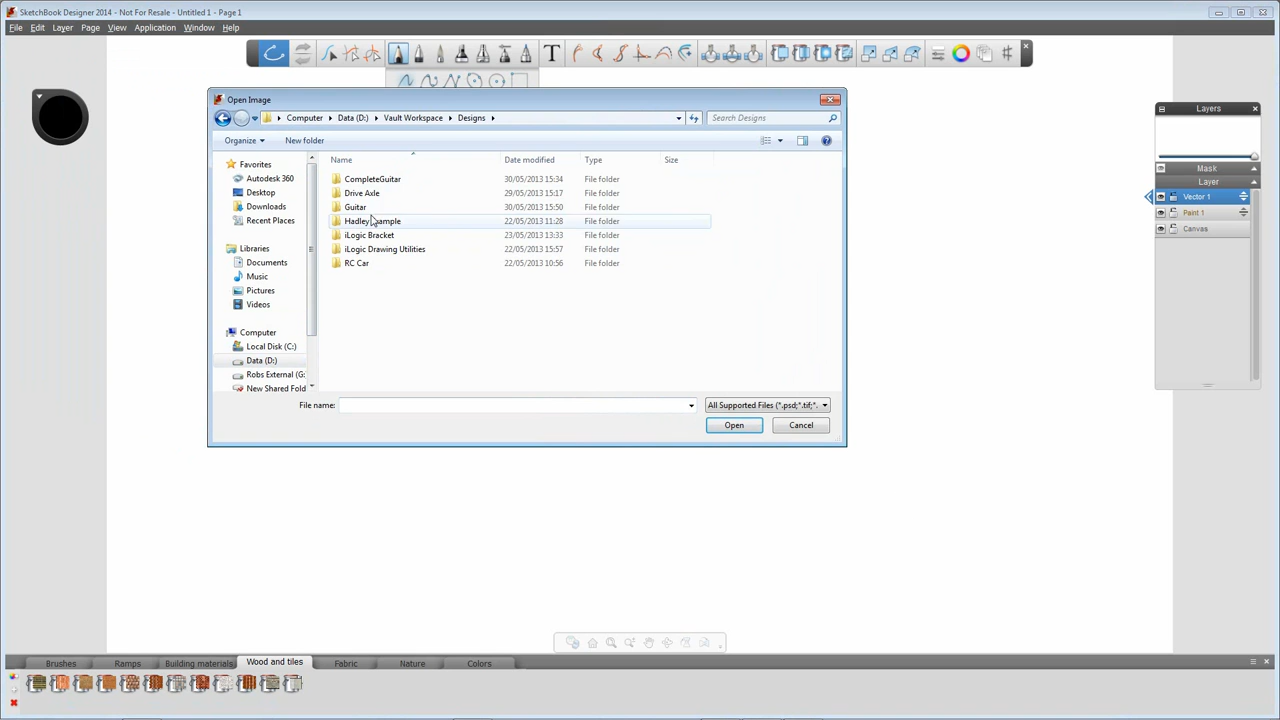 SketchBook Designer 2014 - Not For Resale - Untitled 1 - Page 1
File Edit Layer Page View Application Window Help
T
Open Image
Computer Data (D:) Vault Workspace Designs Search Designs
Organize New folder
Favorites
Autodesk 360
Desktop
Downloads
Recent Places
Libraries
Documents
Music
Pictures
Videos
Computer
Local Disk (C:)
Data (D:)
Robs External (G:
New Shared Fold
Name Date modified Type Size
CompleteGuitar 30/05/2013 15:34 File folder
Drive Axle 29/05/2013 15:17 File folder
Guitar 30/05/2013 15:50 File folder
Hadley Example 22/05/2013 11:28 File folder
iLogic Bracket 23/05/2013 13:33 File folder
iLogic Drawing Utilities 22/05/2013 15:57 File folder
RC Car 22/05/2013 10:56 File folder
File name: All Supported Files (*.psd;*.tif;*.
Open Cancel
Layers
Mask
Layer
Vector 1
Paint 1
Canvas
Brushes Ramps Building materials Wood and tiles Fabric Nature Colors